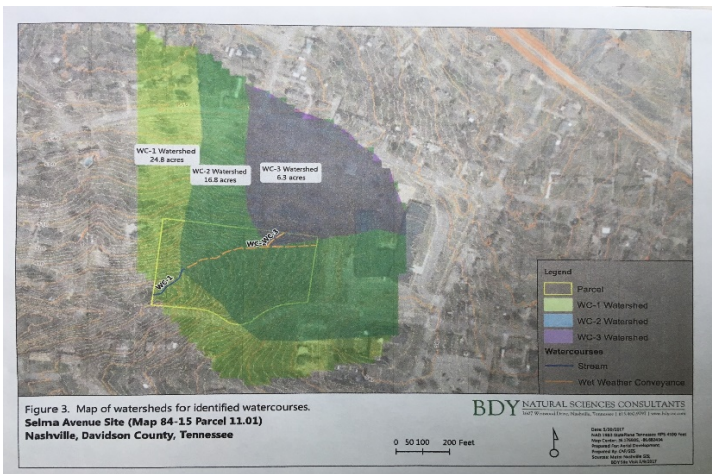 WC-1 Watershed
24.8 acres
WC-2 Watershed
16.8 acres
WC-3 Watershed
6.3 acres
WC-3
WC-1
Legend
Parcel
WC-1 Watershed
WC-2 Watershed
WC-3 Watershed
Watercourses
Stream
Wet Weather Conveyance
Figure 3. Map of watersheds for identified watercourses.
Selma Avenue Site (Map 84-15 Parcel 11.01)
Nashville, Davidson County, Tennessee
BDY NATURAL SCIENCES CONSULTANTS
0 50 100 200 Feet